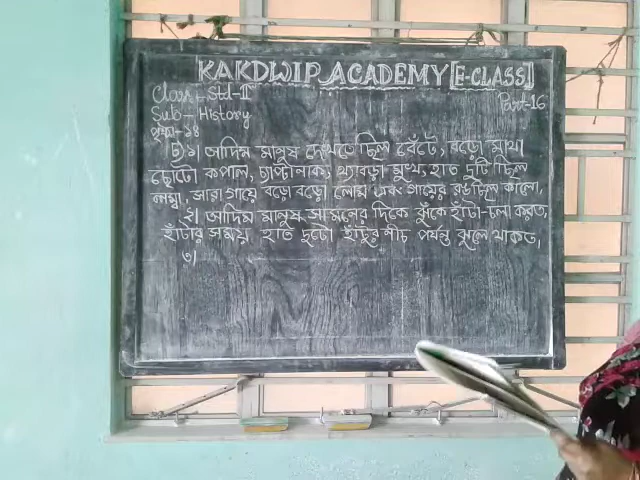 KAKDWIP ACADEMY [E-CLASS]
Class - Std-II
Part-16
Sub - History
পৃষ্ঠা-১৪
১। আদিম মানুষ দেখতে ছিল বেঁটে, বড়ো মাথা
ছোটো কপাল, চ্যাপ্টা নাক, থ্যাবড়া মুখ, হাত দুটি ছিল
লম্বা, সারা গায়ে বড়ো বড়ো লোম এবং গায়ের রঙ ছিল কালো।
২। আদিম মানুষ সামনের দিকে ঝুঁকে হাঁটা-চলা করত,
হাঁটার সময় হাত দুটো হাঁটুর নীচ পর্যন্ত ঝুলে থাকত।
৩।